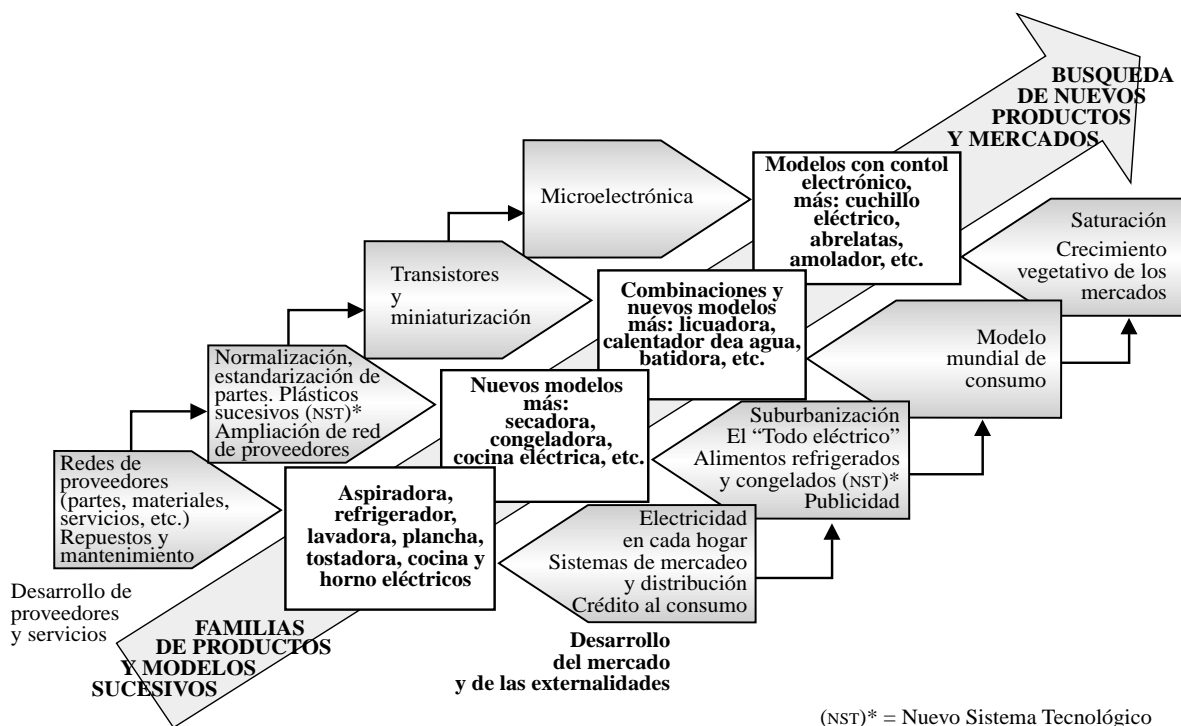 BUSQUEDA
DE NUEVOS
PRODUCTOS
Y MERCADOS
Microelectrónica
Modelos con contol
electrónico,
más: cuchillo
eléctrico,
abrelatas,
amolador, etc.
Saturación
Crecimiento
vegetativo de los
mercados
Transistores
y
miniaturización
Combinaciones y
nuevos modelos
más: licuadora,
calentador dea agua,
batidora, etc.
Modelo
mundial de
consumo
Normalización,
estandarización de
partes. Plásticos
sucesivos (NST)*
Ampliación de red
de proveedores
Nuevos modelos
más:
secadora,
congeladora,
cocina eléctrica, etc.
Suburbanización
El “Todo eléctrico”
Alimentos refrigerados
y congelados (NST)*
Publicidad
Redes de
proveedores
(partes, materiales,
servicios, etc.)
Repuestos y
mantenimiento
Aspiradora,
refrigerador,
lavadora, plancha,
tostadora, cocina y
horno eléctricos
Electricidad
en cada hogar
Sistemas de mercadeo
y distribución
Crédito al consumo
Desarrollo de
proveedores
y servicios
FAMILIAS
DE PRODUCTOS
Y MODELOS
SUCESIVOS
Desarrollo
del mercado
y de las externalidades
(NST)* = Nuevo Sistema Tecnológico